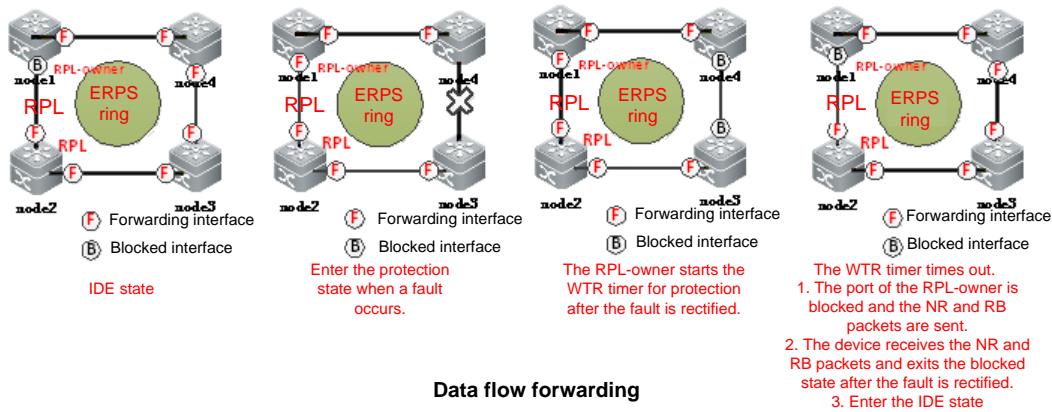 F
F
B
RPL-owner
node1
node4
F
RPL
ERPS
ring
F
F
RPL
F
F
node2
node3
F Forwarding interface
B Blocked interface
IDE state
F
F
F
RPL-owner
node1
node4
RPL
ERPS
ring
F
RPL
F
F
node2
node3
F Forwarding interface
B Blocked interface
Enter the protection
state when a fault
occurs.
F
F
F
RPL-owner
node1
B
node4
RPL
ERPS
ring
F
B
RPL
F
F
node2
node3
F Forwarding interface
B Blocked interface
The RPL-owner starts the
WTR timer for protection
after the fault is rectified.
F
F
B
RPL-owner
node1
F
node4
RPL
ERPS
ring
F
F
RPL
F
F
node2
node3
F Forwarding interface
B Blocked interface
The WTR timer times out.
1. The port of the RPL-owner is
blocked and the NR and RB
packets are sent.
2. The device receives the NR and
RB packets and exits the blocked
state after the fault is rectified.
3. Enter the IDE state
Data flow forwarding